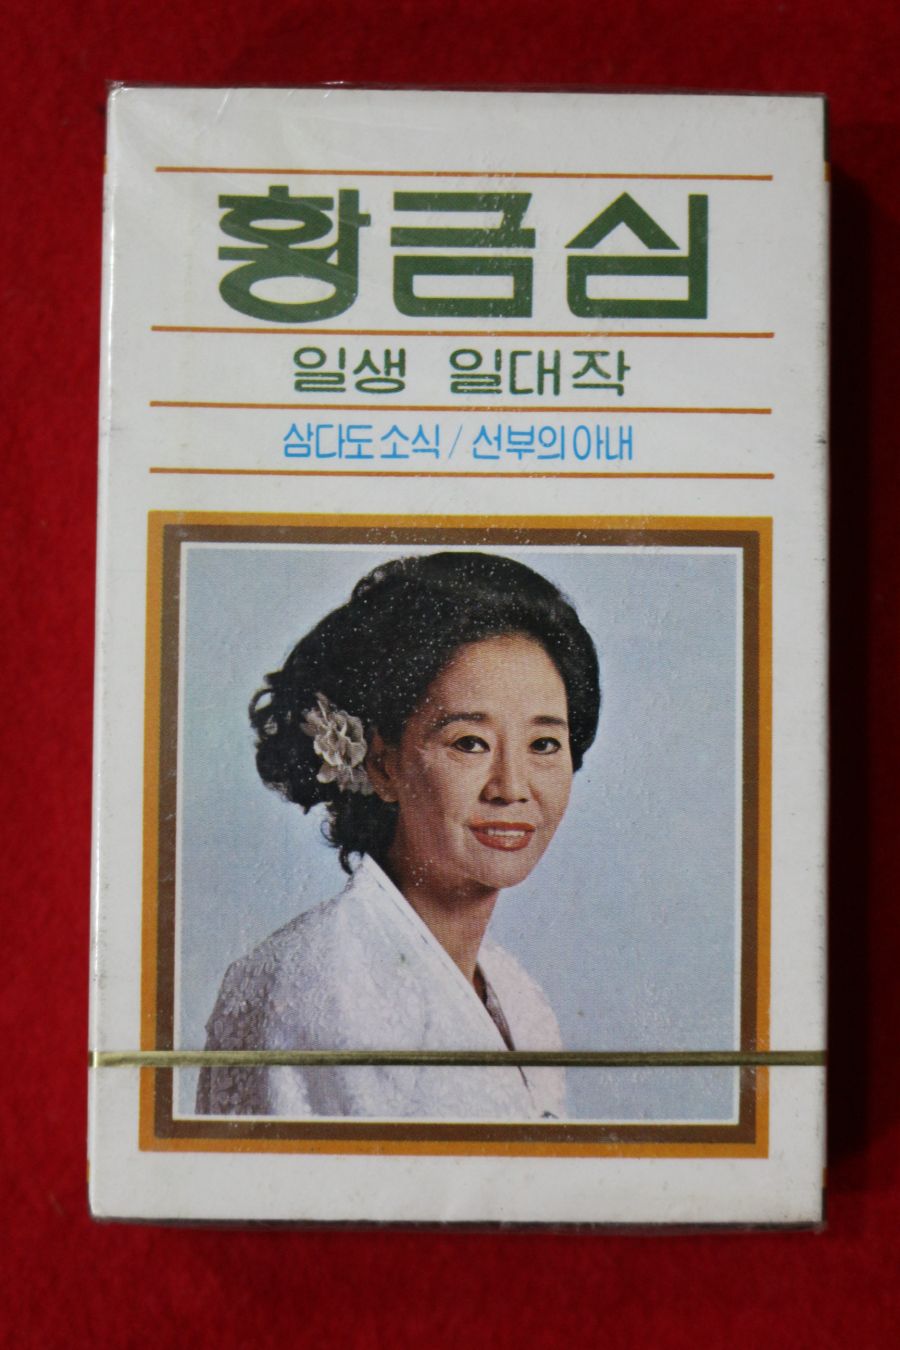 황금심
일생 일대작
삼다도소식/선부의아내